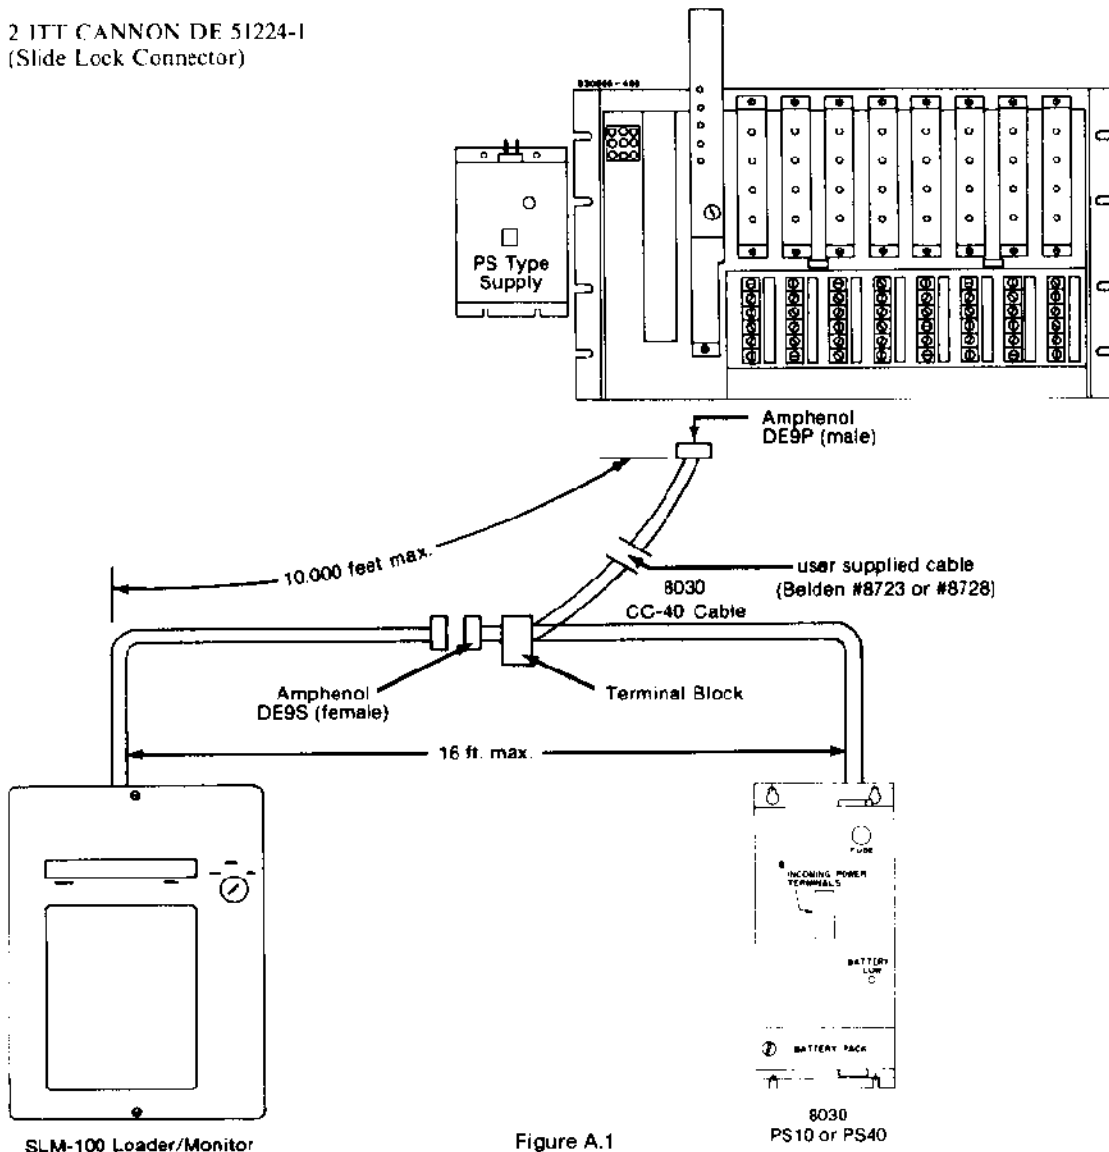 2 ITT CANNON DE 51224-1
(Slide Lock Connector)
PS Type
Supply
Amphenol
DE9P (male)
10,000 feet max.
user supplied cable
(Belden #8723 or #8728)
8030
CC-40 Cable
Amphenol
DE9S (female)
Terminal Block
16 ft. max.
FUSE
INCOMING POWER
TERMINALS
BATTERY
LOW
BATTERY PACK
SLM-100 Loader/Monitor
Figure A.1
8030
PS10 or PS40